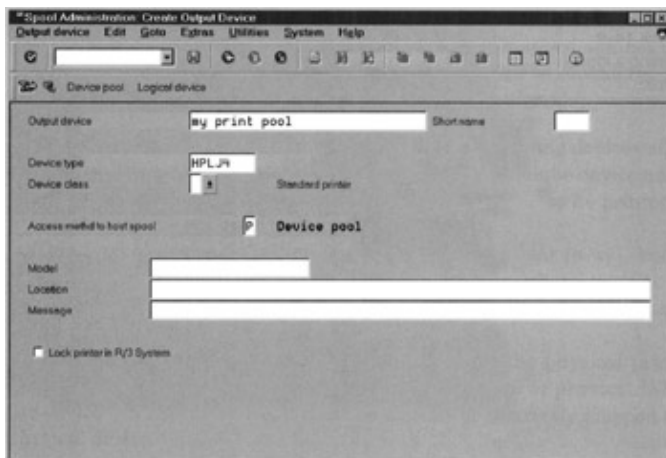 Spool Administration: Create Output Device
Output device Edit Goto Extras Utilities System Help
Device pool Logical device
Output device my print pool Short name
Device type HPLJ4
Device class Standard printer
Access methd to host spool P Device pool
Model
Location
Message
Lock printer in R/3 System